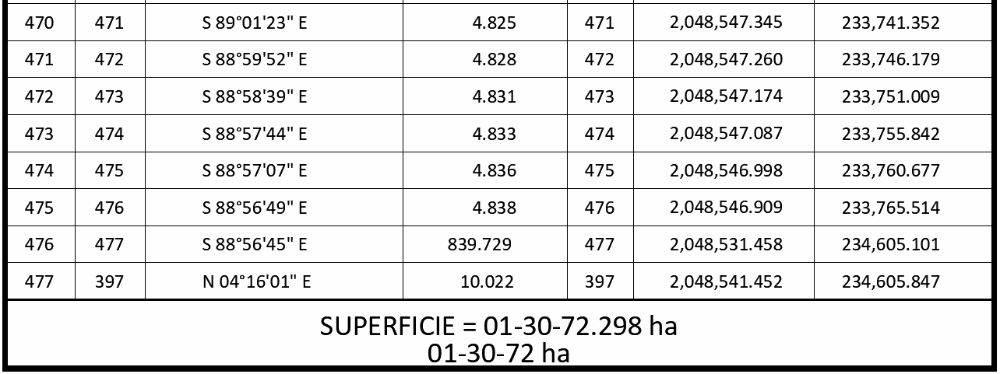 470 471 S 89°01'23" E 4.825 471 2,048,547.345 233,741.352
471 472 S 88°59'52" E 4.828 472 2,048,547.260 233,746.179
472 473 S 88°58'39" E 4.831 473 2,048,547.174 233,751.009
473 474 S 88°57'44" E 4.833 474 2,048,547.087 233,755.842
474 475 S 88°57'07" E 4.836 475 2,048,546.998 233,760.677
475 476 S 88°56'49" E 4.838 476 2,048,546.909 233,765.514
476 477 S 88°56'45" E 839.729 477 2,048,531.458 234,605.101
477 397 N 04°16'01" E 10.022 397 2,048,541.452 234,605.847
SUPERFICIE = 01-30-72.298 ha
01-30-72 ha